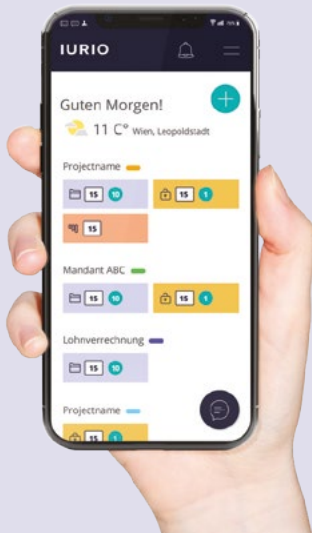 IURIO
Guten Morgen!
11 C° Wien, Leopoldstadt
Projectname
15 10 15 1
15
Mandant ABC
15 10 15 1
Lohnverrechnung
15 10
Projectname
15 1